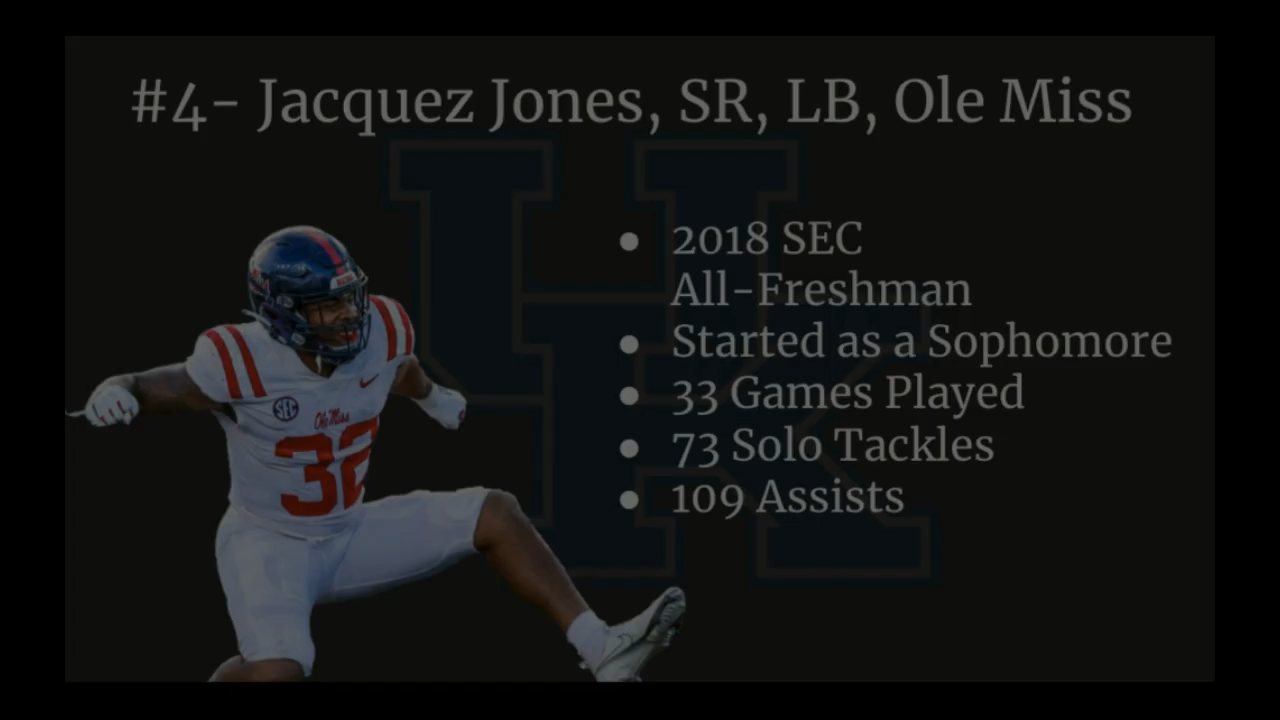 #4- Jacquez Jones, SR, LB, Ole Miss
● 2018 SEC
All-Freshman
● Started as a Sophomore
● 33 Games Played
● 73 Solo Tackles
● 109 Assists
SEC
Ole Miss
32